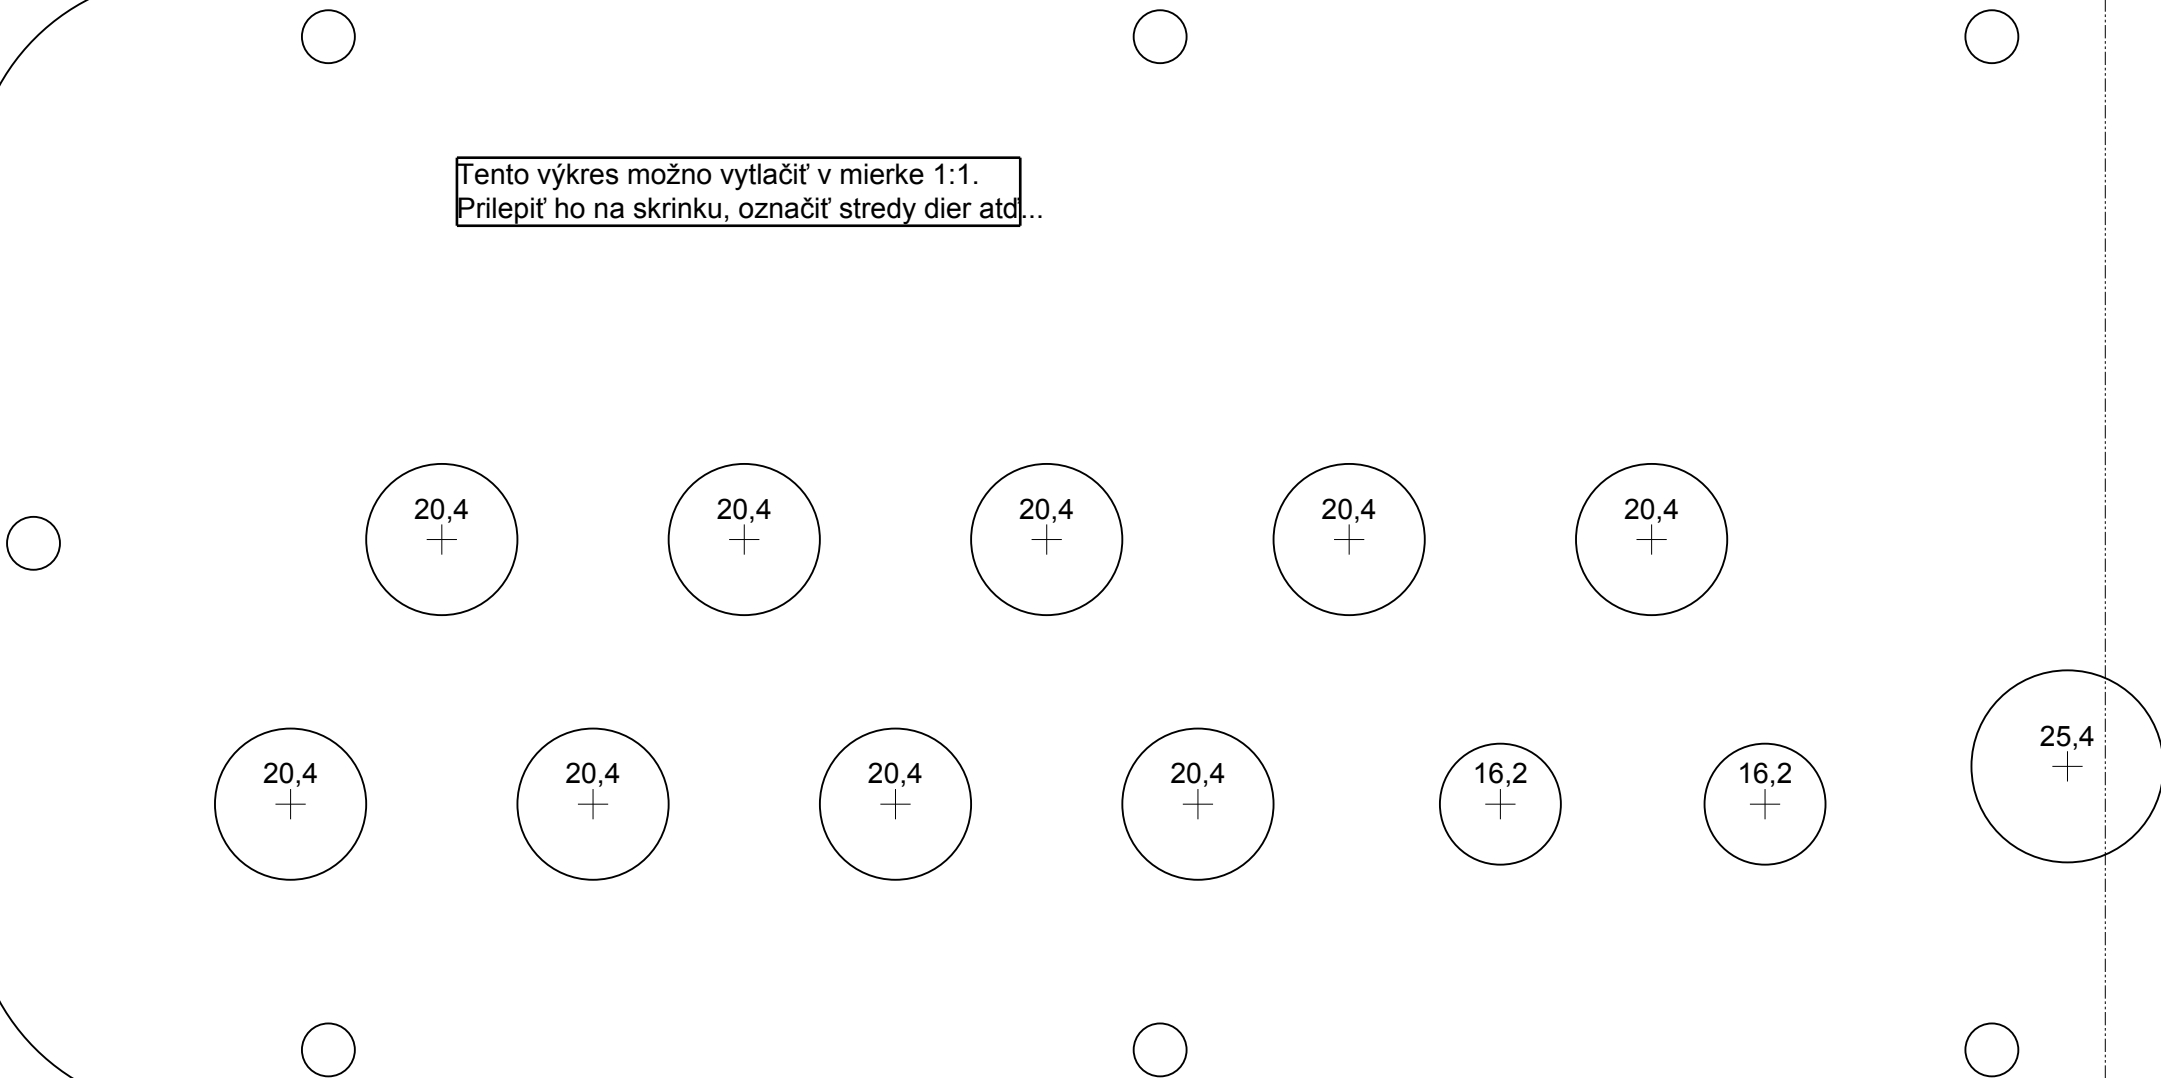 Tento výkres možno vytlačiť v mierke 1:1.
Prilepiť ho na skrinku, označiť stredy dier atď...
20,4 20,4 20,4 20,4 20,4
25,4
20,4 20,4 20,4 20,4 16,2 16,2